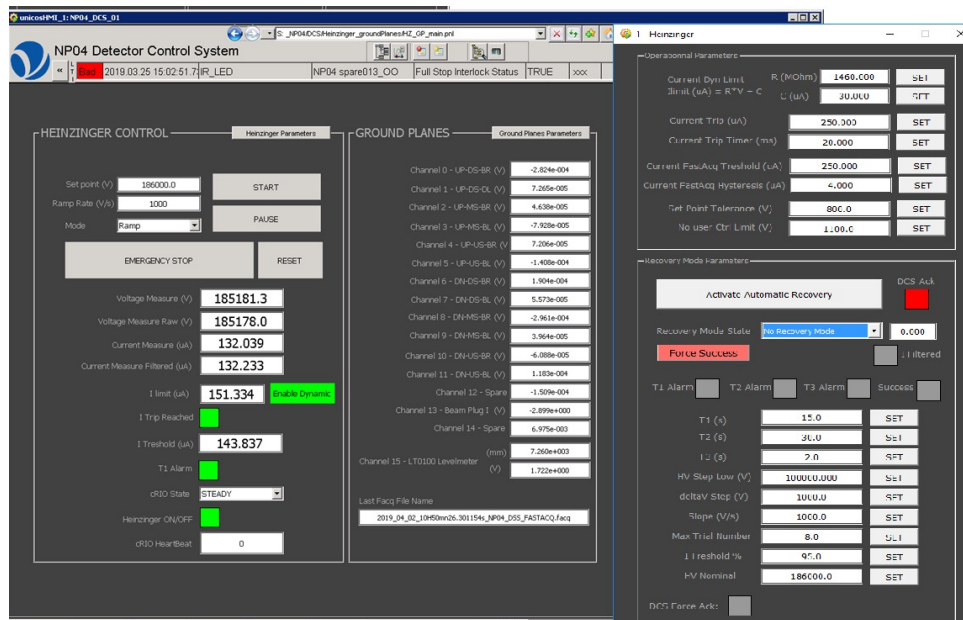 unicosHMI_1: NP04_DCS_01
S: _NP04DCS/Heinzinger_groundPlanes/HZ_GP_main.pnl
NP04 Detector Control System
« L T I Bad 2019.03.25 15:02:51.7 IR_LED NP04 spare013_OO Full Stop Interlock Status TRUE xxx
HEINZINGER CONTROL
Heinzinger Parameters
Set point (V) 186000.0 START
Ramp Rate (V/s) 1000
Mode Ramp PAUSE
EMERGENCY STOP RESET
Voltage Measure (V) 185181.3
Voltage Measure Raw (V) 185178.0
Current Measure (uA) 132.039
Current Measure Filtered (uA) 132.233
I limit (uA) 151.334 Enable Dynamic
I Trip Reached
I Treshold (uA) 143.837
T1 Alarm
cRIO State STEADY
Heinzinger ON/OFF
cRIO HeartBeat 0
GROUND PLANES
Ground Planes Parameters
Channel 0 - UP-DS-BR (V) -2.824e-004
Channel 1 - UP-DS-DL (V) 7.265e-005
Channel 2 - UP-MS-BR (V) 4.638e-005
Channel 3 - UP-MS-BL (V) -7.928e-005
Channel 4 - UP-US-BR (V 7.206e-005
Channel 5 - UP-US-BL (V) -1.408e-004
Channel 6 - DN-DS-BR (V) 1.904e-004
Channel 7 - DN-DS-BL (V) 5.573e-005
Channel 8 - DN-MS-BR (V) -2.961e-004
Channel 9 - DN-MS-BL (V) 3.964e-005
Channel 10 - DN-US-BR (V) -6.088e-005
Channel 11 - DN-US-BL (V) 1.183e-004
Channel 12 - Spare -1.509e-004
Channel 13 - Beam Plug I (V) -2.899e+000
Channel 14 - Spare 6.975e-003
Channel 15 - LT0100 Levelmeter
(mm) 7.260e+003
(V) 1.722e+000
Last Facq File Name
2019_04_02_10H50mn26.301154s_NP04_DSS_FASTACQ.facq
1 Heinzinger
Operationnal Parameters
Current Dyn Limit R (MOhm) 1460.000 SET
Ilimit (uA) = R*V + C C (uA) 30.000 SET
Current Trip (uA) 250.000 SET
Current Trip Timer (ms) 20.000 SET
Current FastAcq Treshold (uA) 250.000 SET
Current FastAcq Hysteresis (uA) 4.000 SET
Set Point Tolerance (V) 800.0 SET
No user Ctrl Limit (V) 1100.0 SET
Recovery Mode Parameters
Activate Automatic Recovery DCS Ack
Recovery Mode State No Recovery Mode 0.000
Force Success I Filtered
T1 Alarm T2 Alarm T3 Alarm Success
T1 (s) 15.0 SET
T2 (s) 30.0 SET
T3 (s) 2.0 SET
HV Step Low (V) 100000.000 SET
deltaV Step (V) 1000.0 SET
Slope (V/s) 1000.0 SET
Max Trial Number 8.0 SET
I Treshold % 95.0 SET
HV Nominal 186000.0 SET
DCS Force Ack: